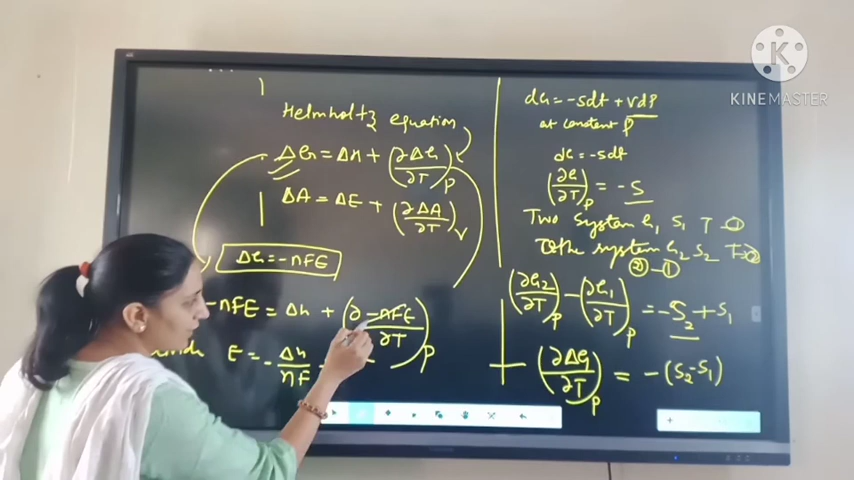 Helmholtz equation
ΔG = ΔH + (∂ΔG/∂T)P
ΔA = ΔE + (∂ΔA/∂T)V
ΔG = -nFE
-nFE = ΔH + (∂-nFE/∂T)P
E = -ΔH/nF
dG = -SdT + VdP
at constant P
dG = -SdT
(∂G/∂T)P = -S
Two system G1 S1 T-①
system G2 S2 T-②
②-①
(∂G2/∂T)P - (∂G1/∂T)P = -S2 + S1
(∂ΔG/∂T)P = -(S2-S1)
KINEMASTER